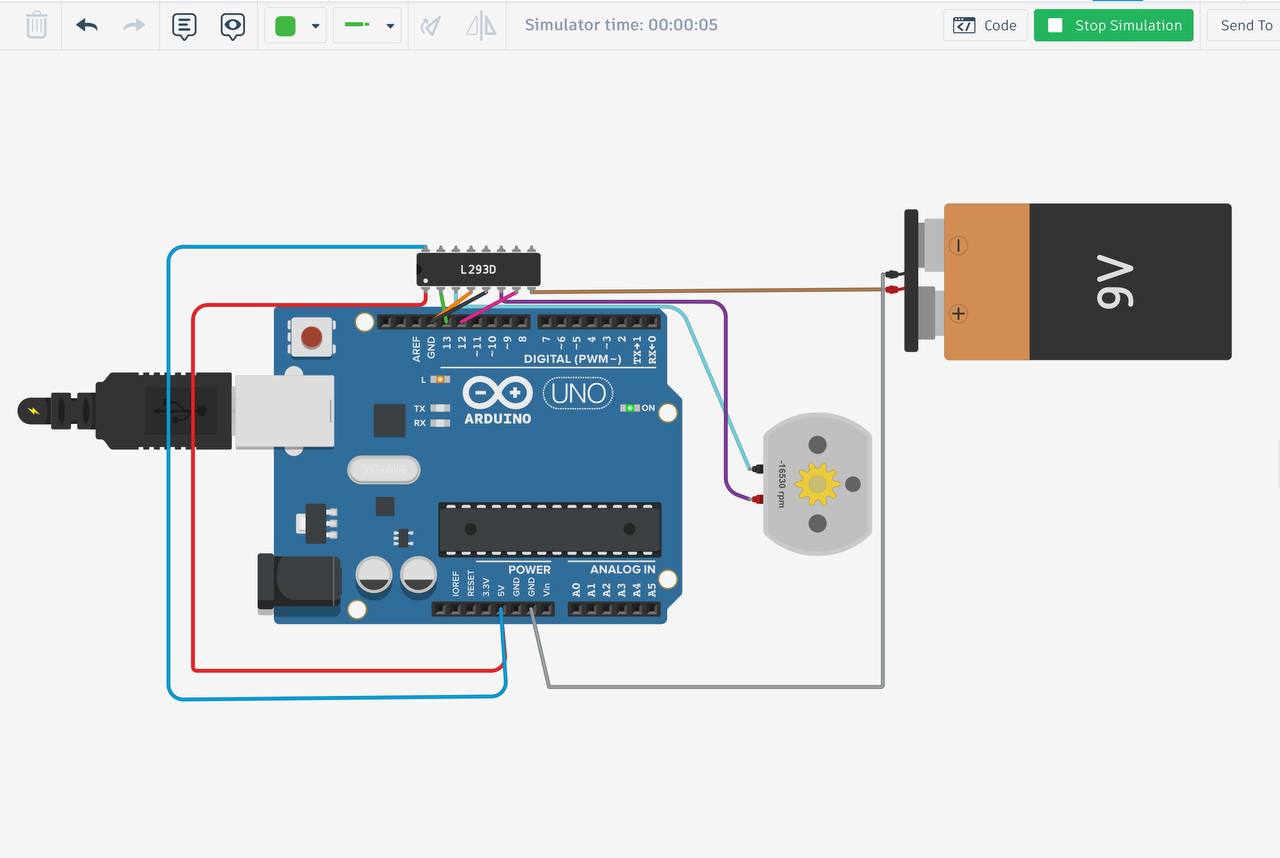 Simulator time: 00:00:05
Code
Stop Simulation
Send To
L293D
9V
AREF
GND
13
12
~11
~10
~9
8
7
~6
~5
4
~3
2
TX→1
RX←0
DIGITAL (PWM~)
L
TX
RX
UNO
ARDUINO
ON
-16530 rpm
POWER
ANALOG IN
IOREF
RESET
3.3V
5V
GND
GND
Vin
A0
A1
A2
A3
A4
A5